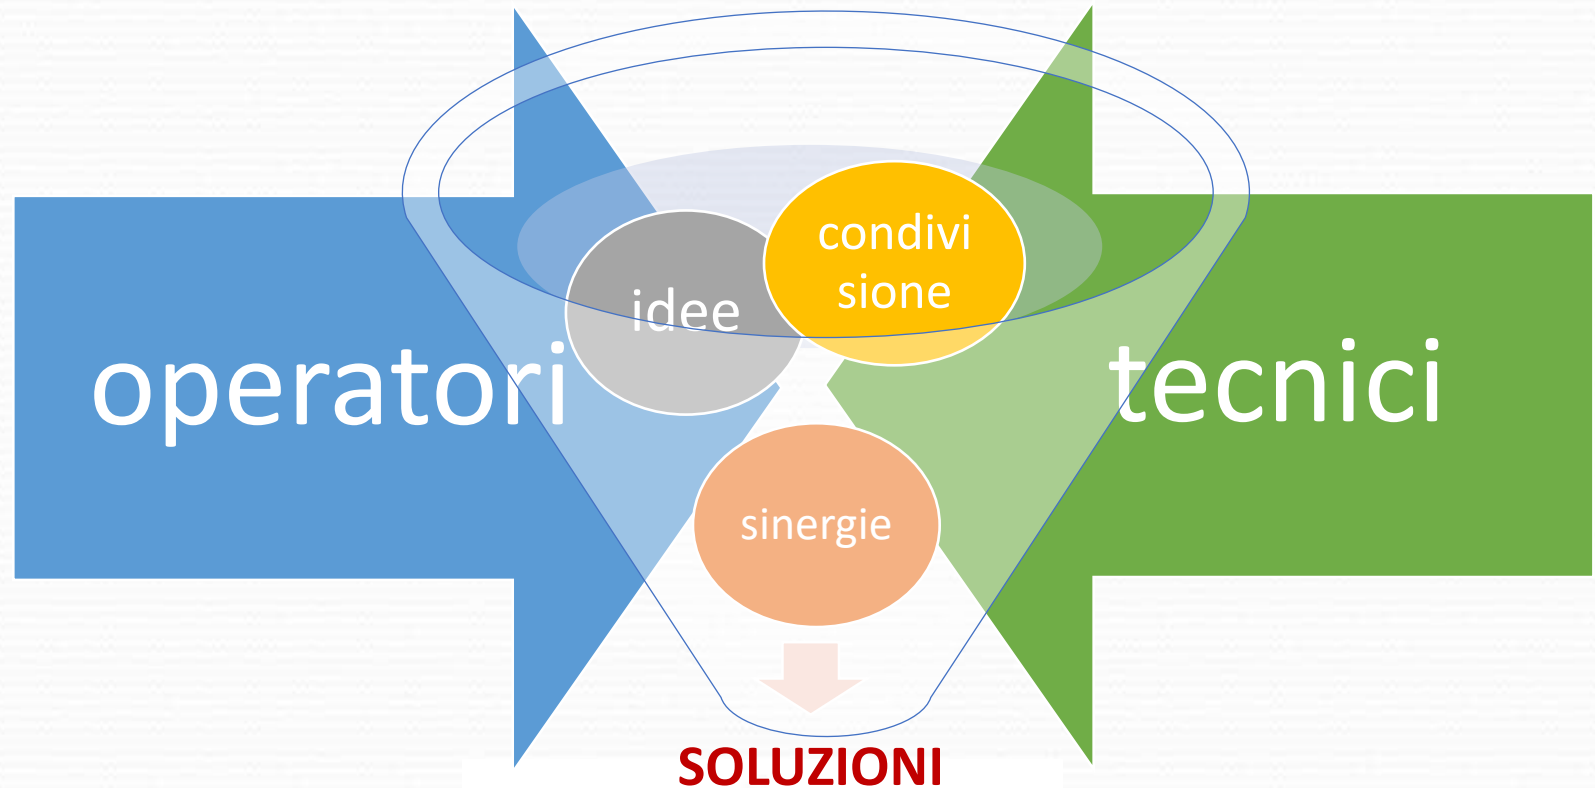 operatori
idee
condivi
sione
tecnici
sinergie
SOLUZIONI